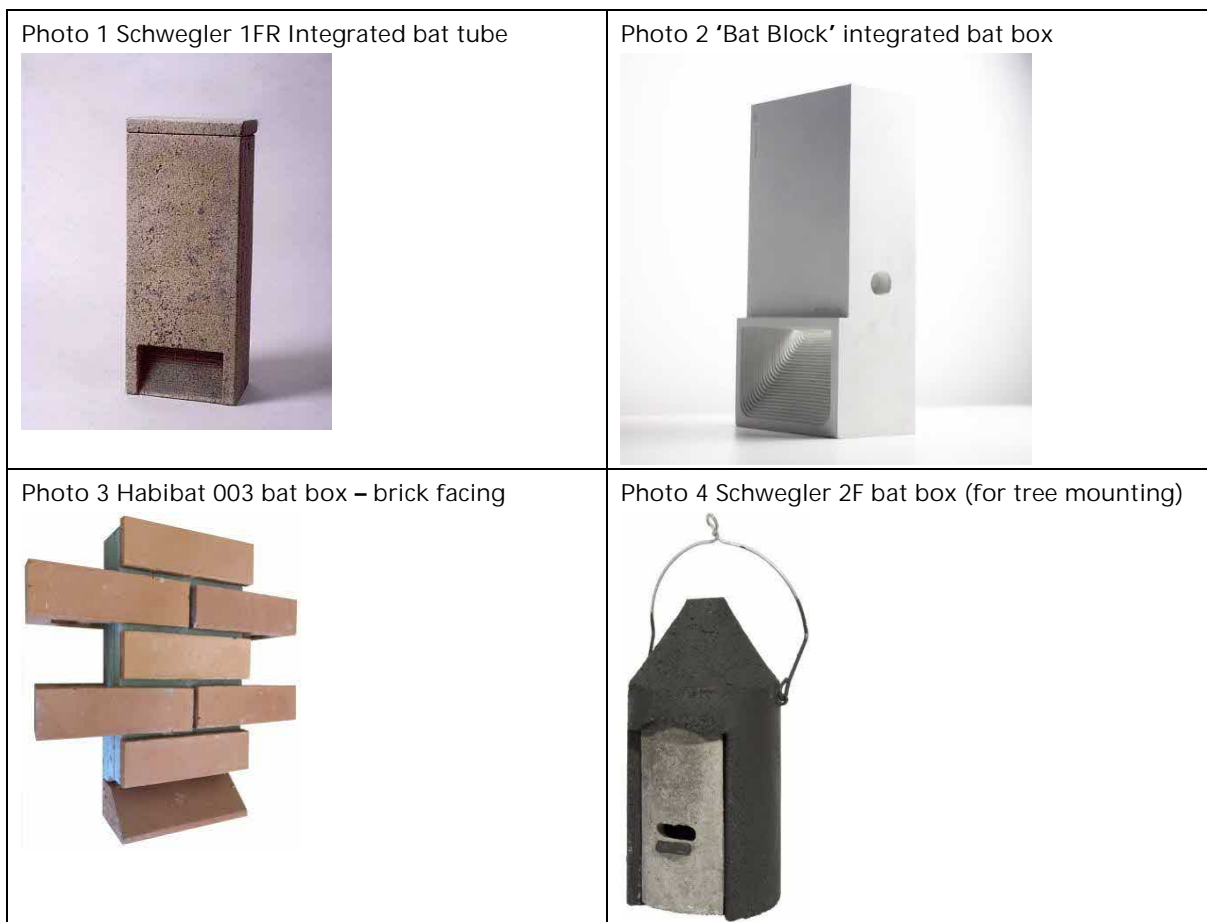 Photo 1 Schwegler 1FR Integrated bat tube
Photo 2 ‘Bat Block’ integrated bat box
Photo 3 Habibat 003 bat box – brick facing
Photo 4 Schwegler 2F bat box (for tree mounting)